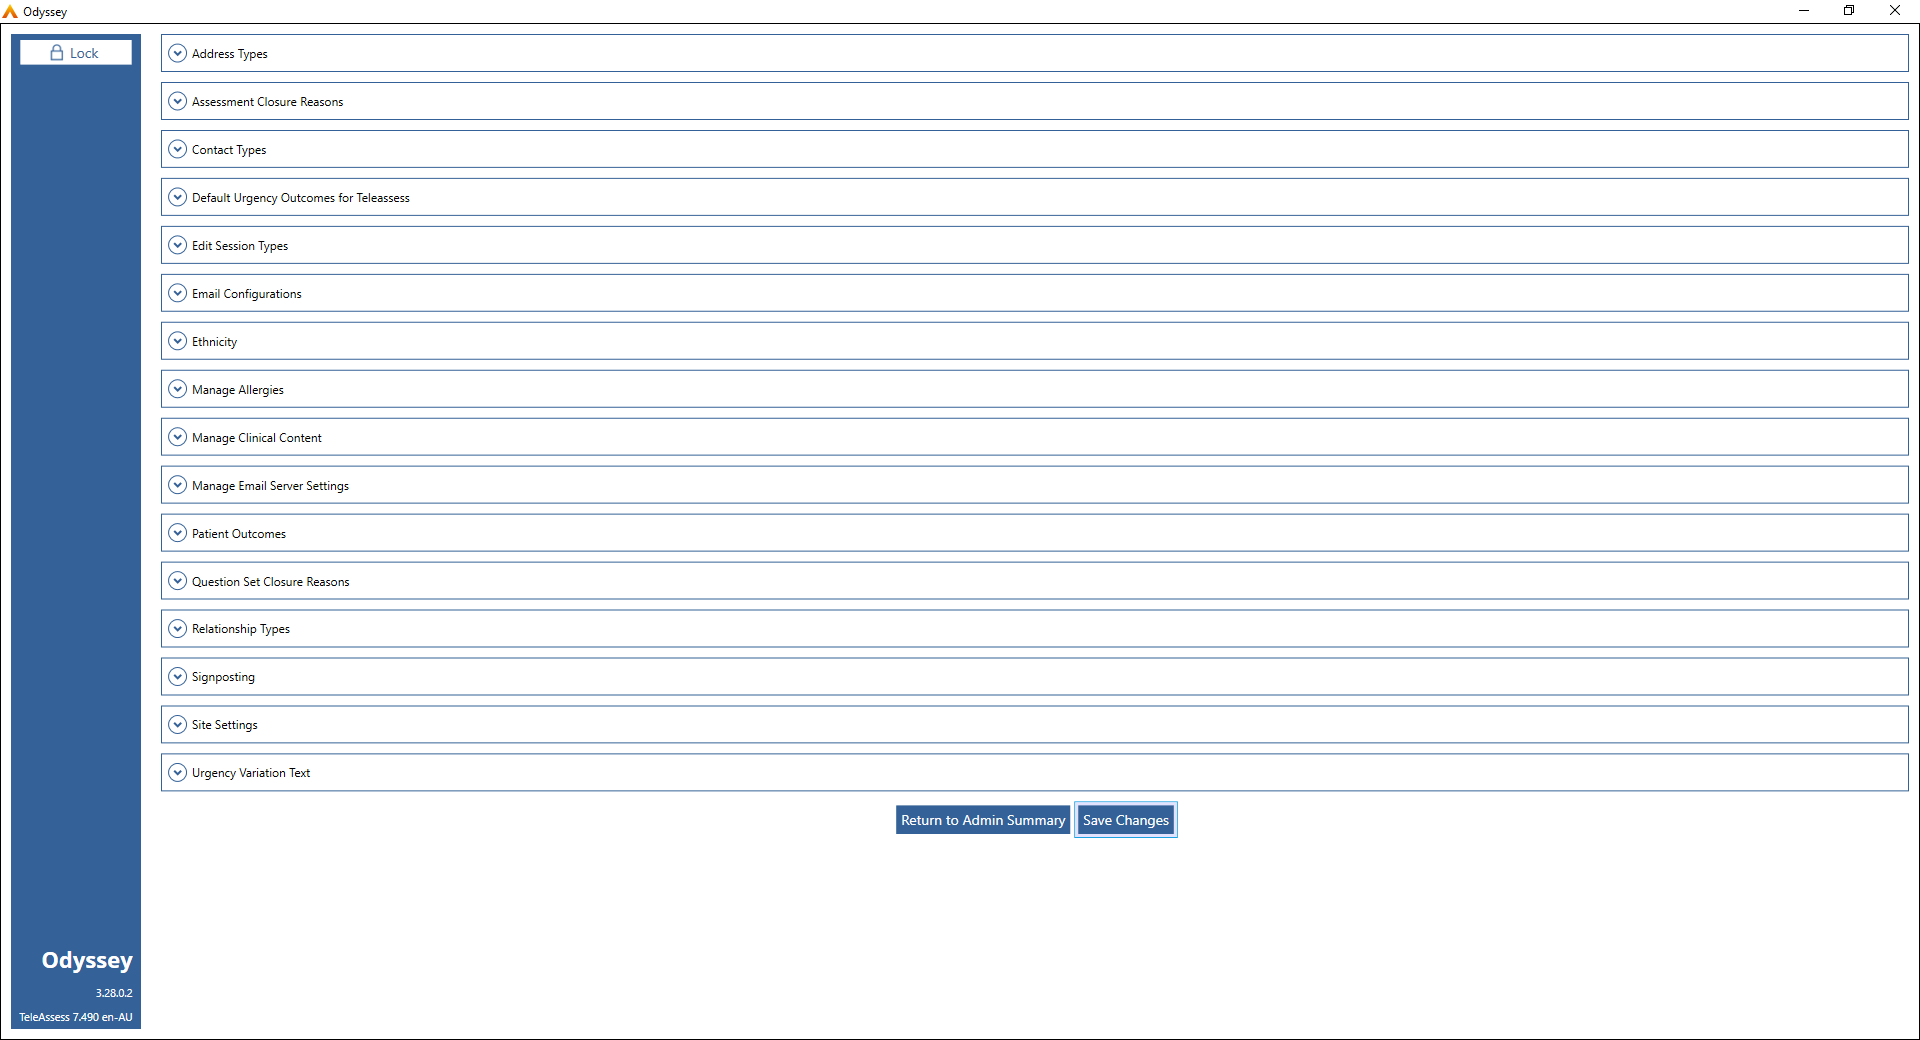 Odyssey
Lock
Address Types
Assessment Closure Reasons
Contact Types
Default Urgency Outcomes for Teleassess
Edit Session Types
Email Configurations
Ethnicity
Manage Allergies
Manage Clinical Content
Manage Email Server Settings
Patient Outcomes
Question Set Closure Reasons
Relationship Types
Signposting
Site Settings
Urgency Variation Text
Return to Admin Summary
Save Changes
Odyssey
3.28.0.2
TeleAssess 7.490 en-AU